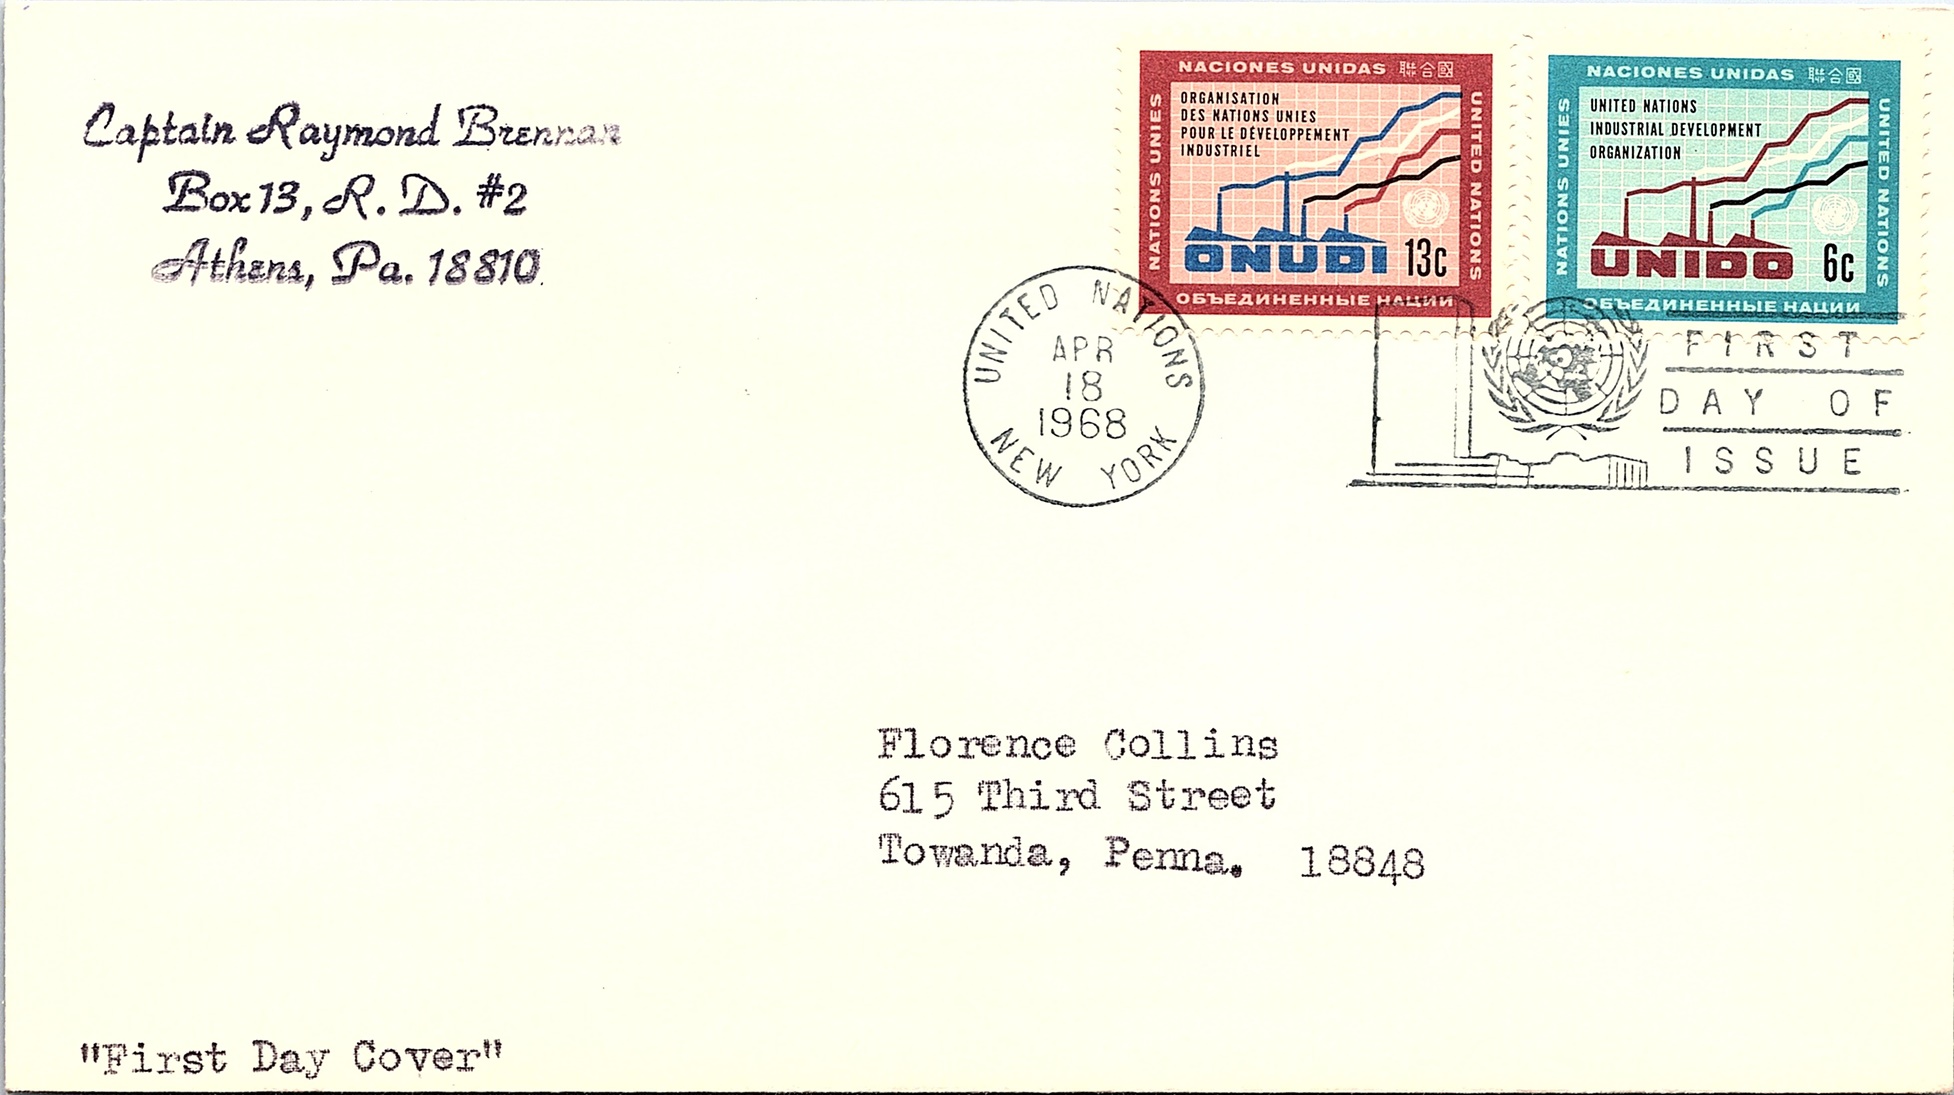 Captain Raymond Brennan
Box 13, R. D. #2
Athens, Pa. 18810
NACIONES UNIDAS 聯合國
NATIONS UNIES
ORGANISATION
DES NATIONS UNIES
POUR LE DÉVELOPPEMENT
INDUSTRIEL
UNITED NATIONS
ONUDI 13c
ОБЪЕДИНЕННЫЕ НАЦИИ
NACIONES UNIDAS 聯合國
NATIONS UNIES
UNITED NATIONS
INDUSTRIAL DEVELOPMENT
ORGANIZATION
UNITED NATIONS
UNIDO 6c
ОБЪЕДИНЕННЫЕ НАЦИИ
UNITED NATIONS
APR
18
1968
NEW YORK
FIRST
DAY OF
ISSUE
Florence Collins
615 Third Street
Towanda, Penna. 18848
"First Day Cover"